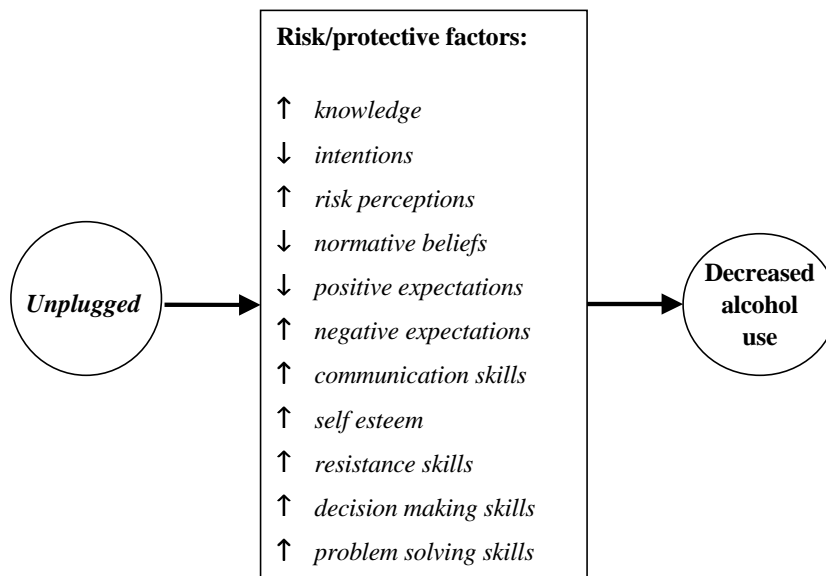 Risk/protective factors:
↑ knowledge
↓ intentions
↑ risk perceptions
↓ normative beliefs
↓ positive expectations
↑ negative expectations
↑ communication skills
↑ self esteem
↑ resistance skills
↑ decision making skills
↑ problem solving skills
Unplugged
Decreased
alcohol
use